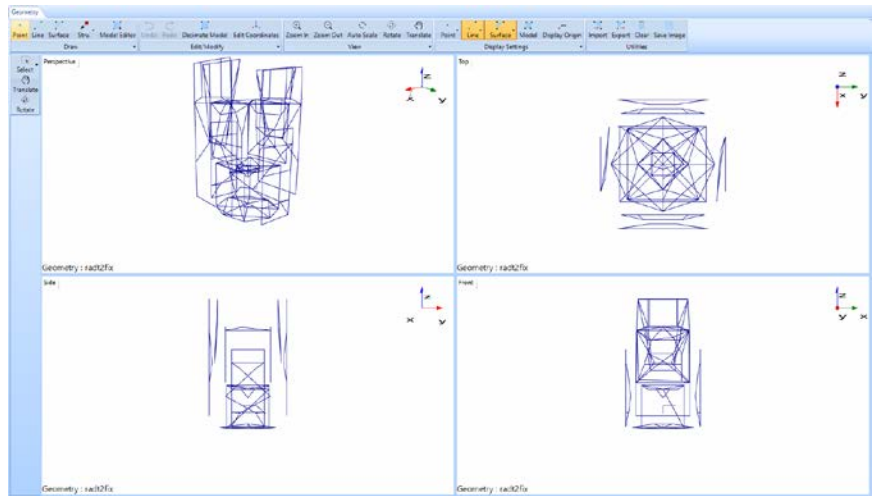 Geometry
Point Line Surface Stru. Model Editor Undo Redo Decimate Model Edit Coordinates Zoom In Zoom Out Auto Scale Rotate Translate Point Line Surface Model Display Origin Import Export Clear Save Image
Draw Edit/Modify View Display Settings Utilities
Select
Translate
Rotate
Perspective
z
x y
Geometry : radt2fix
Top
z
x y
Geometry : radt2fix
Side
z
x y
Geometry : radt2fix
Front
z
y x
Geometry : radt2fix